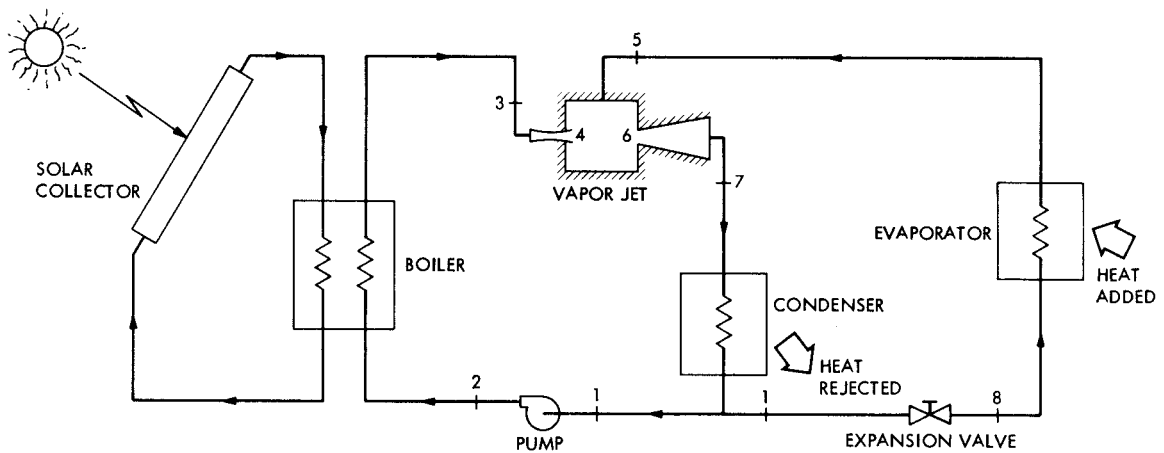 5
3
4
6
SOLAR
COLLECTOR
VAPOR JET
7
EVAPORATOR
BOILER
HEAT
ADDED
CONDENSER
HEAT
REJECTED
2
1
1
8
PUMP
EXPANSION VALVE